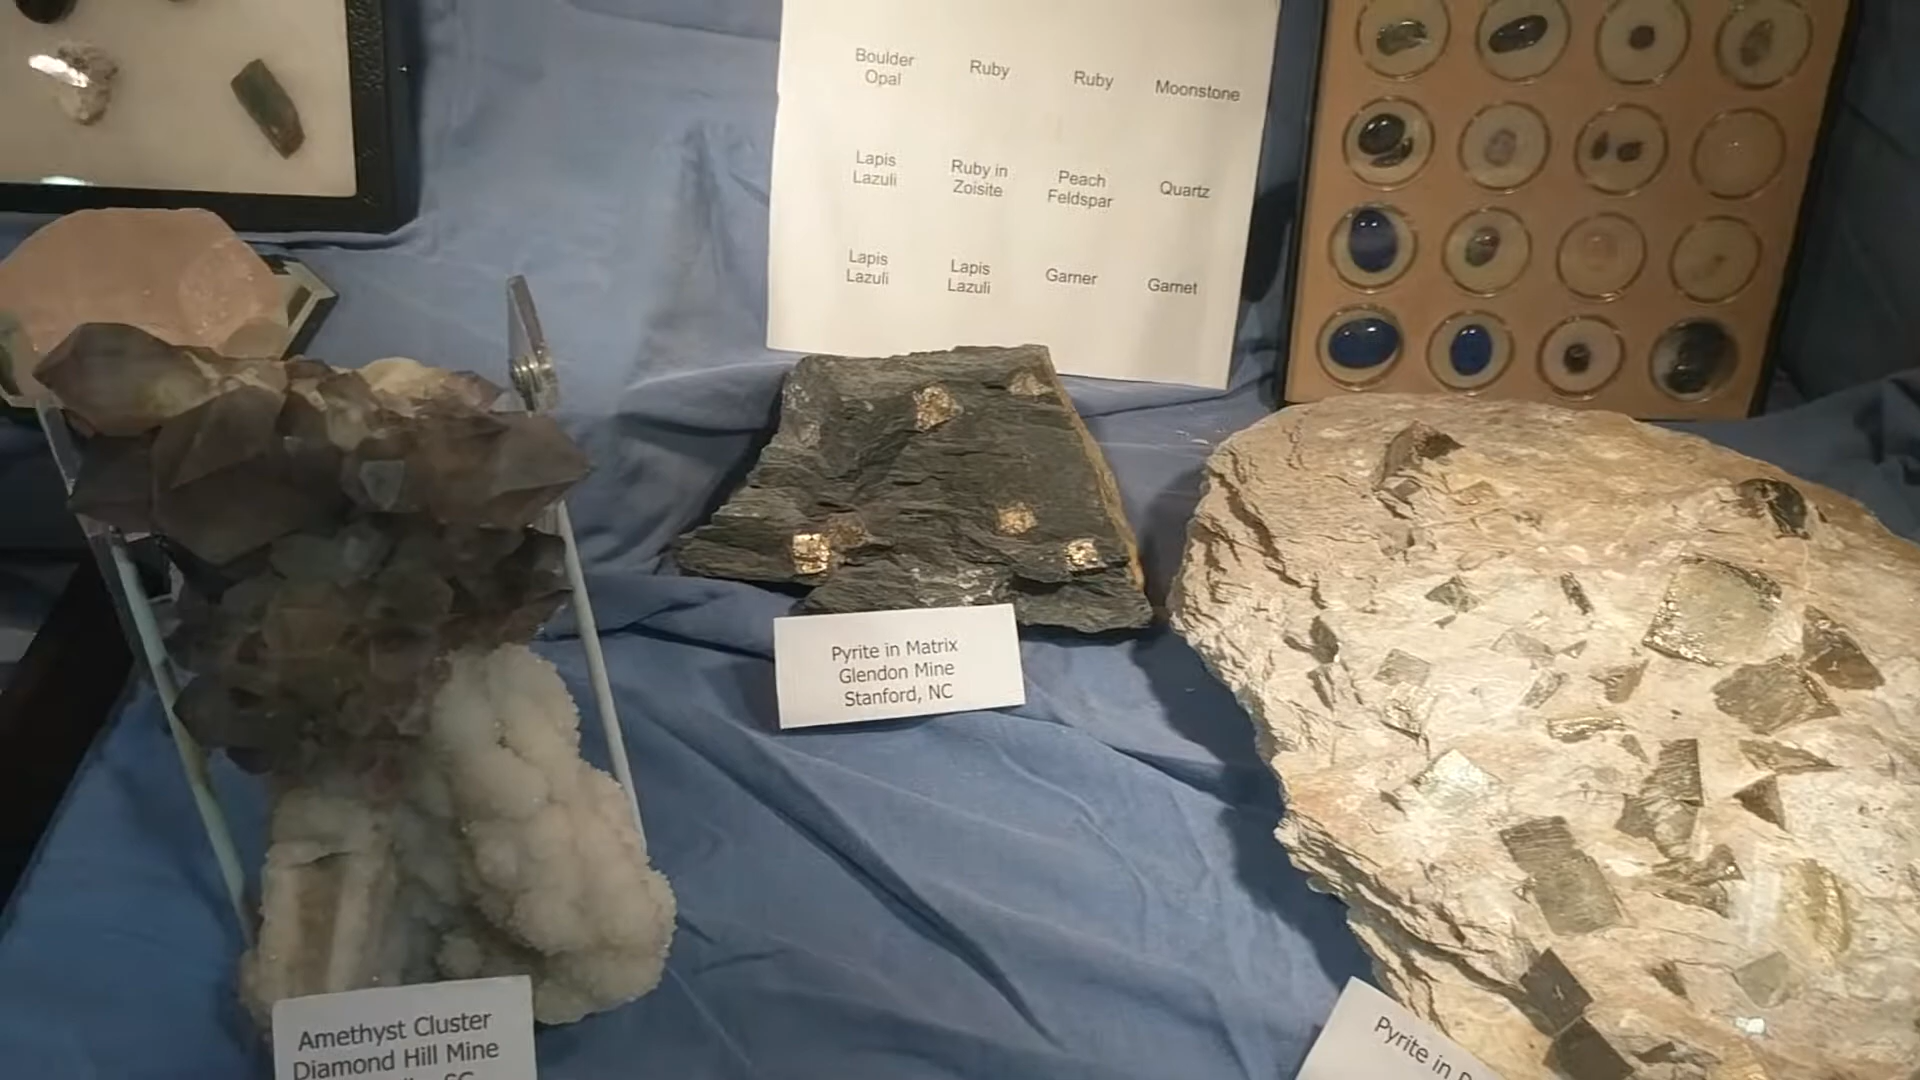 Boulder Opal
Ruby
Ruby
Moonstone
Lapis Lazuli
Ruby in Zoisite
Peach Feldspar
Quartz
Lapis Lazuli
Lapis Lazuli
Garner
Garnet
Pyrite in Matrix
Glendon Mine
Stanford, NC
Amethyst Cluster
Diamond Hill Mine
SC
Pyrite in